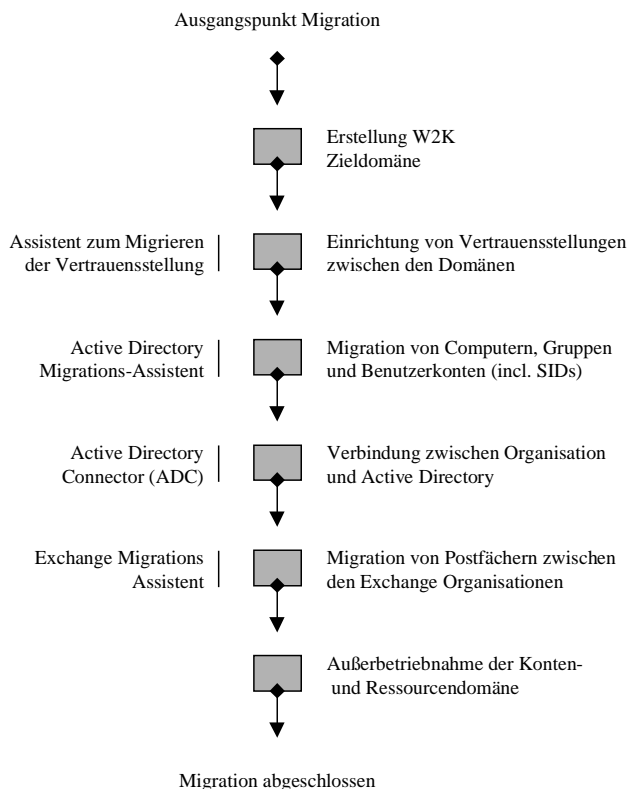 Ausgangspunkt Migration
Erstellung W2K
Zieldomäne
Assistent zum Migrieren
der Vertrauensstellung
Einrichtung von Vertrauensstellungen
zwischen den Domänen
Active Directory
Migrations-Assistent
Migration von Computern, Gruppen
und Benutzerkonten (incl. SIDs)
Active Directory
Connector (ADC)
Verbindung zwischen Organisation
und Active Directory
Exchange Migrations
Assistent
Migration von Postfächern zwischen
den Exchange Organisationen
Außerbetriebnahme der Konten-
und Ressourcendomäne
Migration abgeschlossen